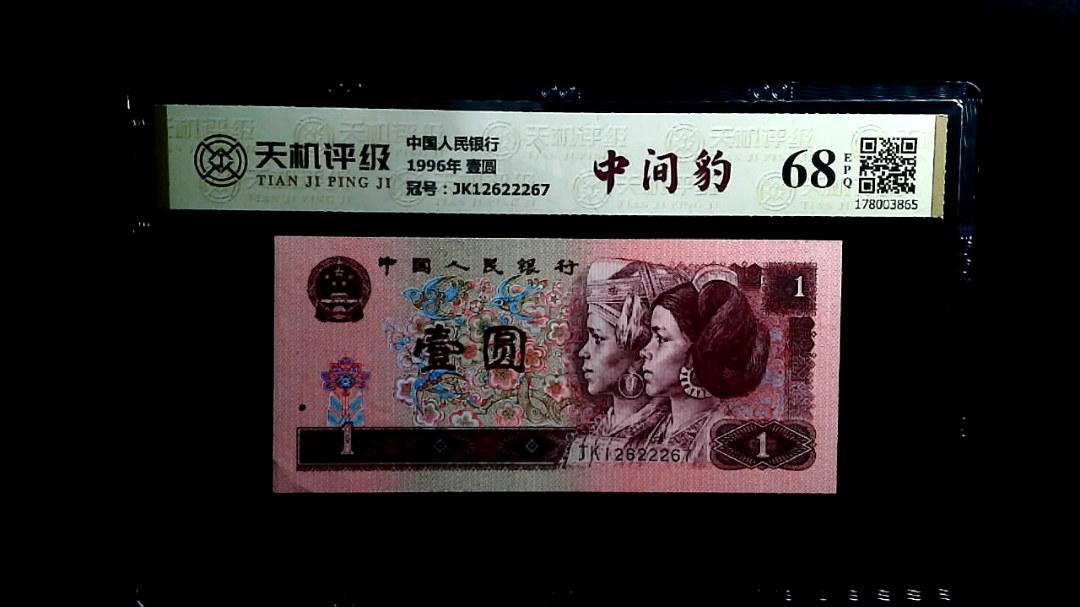 天机评级
TIAN JI PING JI
中国人民银行
1996年 壹圆
冠号：JK12622267
中间豹
68
EPQ
178003865
中国人民银行
1
壹圆
1
JK12622267
1